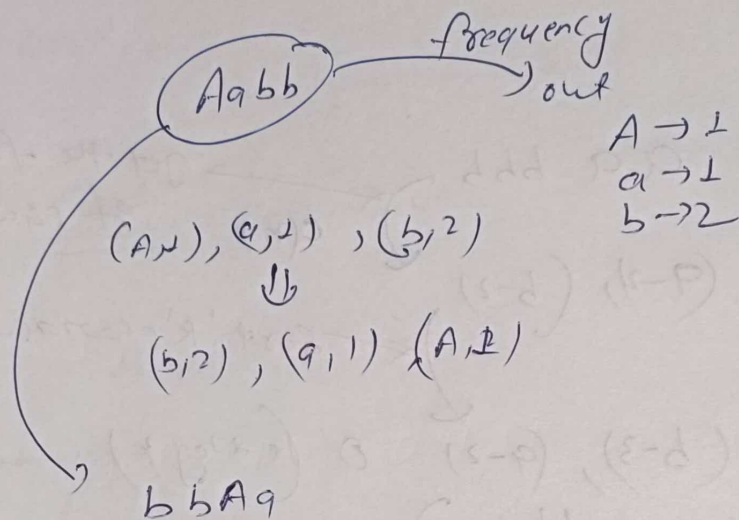 Aabb
frequency
out
A → 1
a → 1
b → 2
(A,1), (a,1), (b,2)
⇓
(b,2), (a,1) (A,1)
bbAa